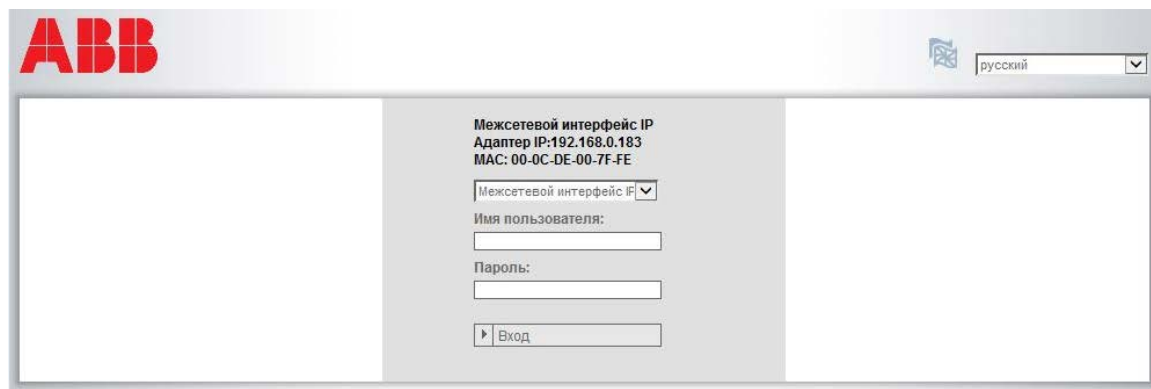 ABB
русский
Межсетевой интерфейс IP
Адаптер IP:192.168.0.183
MAC: 00-0C-DE-00-7F-FE
Межсетевой интерфейс IP
Имя пользователя:
Пароль:
Вход